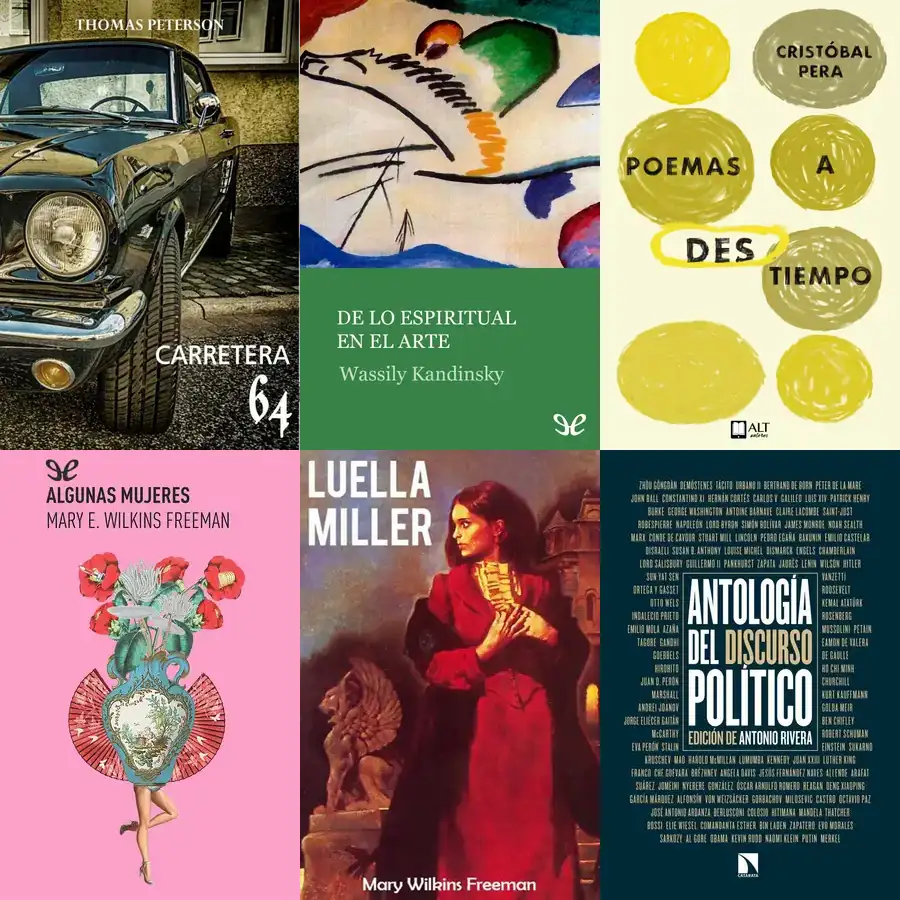 THOMAS PETERSON
CARRETERA
64
DE LO ESPIRITUAL
EN EL ARTE
Wassily Kandinsky
CRISTÓBAL
PERA
POEMAS
A
DES
TIEMPO
ALT
autores
ALGUNAS MUJERES
MARY E. WILKINS FREEMAN
LUELLA
MILLER
Mary Wilkins Freeman
ZHÒU GŌNGDÀN DEMÓSTENES TÁCITO URBANO II BERTRAND DE BORN PETER DE LA MARE
JOHN BALL CONSTANTINO XI HERNÁN CORTÉS CARLOS V GALILEO LUIS XIV PATRICK HENRY
BURKE GEORGE WASHINGTON ANTOINE BARNAVE CLAIRE LACOMBE SAINT-JUST
ROBESPIERRE NAPOLEÓN LORD BYRON SIMÓN BOLÍVAR JAMES MONROE NOAH SEALTH
MARX CONDE DE CAVOUR STUART MILL LINCOLN PEDRO EGAÑA BAKUNIN EMILIO CASTELAR
DISRAELI SUSAN B. ANTHONY LOUISE MICHEL BISMARCK ENGELS CHAMBERLAIN
LORD SALISBURY GUILLERMO II PANKHURST ZAPATA JAURÈS LENIN WILSON HITLER
SUN YAT SEN
ORTEGA Y GASSET
OTTO WELS
INDALECIO PRIETO
EMILIO MOLA AZAÑA
TAGORE GANDHI
GOEBBELS
HIROHITO
JUAN D. PERÓN
MARSHALL
ANDREI JDANOV
JORGE ELIÉCER GAITÁN
McCARTHY
EVA PERÓN STALIN
ANTOLOGÍA
DEL DISCURSO
POLÍTICO
EDICIÓN DE ANTONIO RIVERA
VANZETTI
ROOSEVELT
KEMAL ATATÜRK
ROSENBERG
MUSSOLINI PETAIN
EAMON DE VALERA
DE GAULLE
HO CHI MINH
CHURCHILL
KURT KAUFFMANN
GOLDA MEIR
BEN CHIFLEY
ROBERT SCHUMAN
EINSTEIN SUKARNO
KRUSCHEV MAO HAROLD McMILLAN LUMUMBA KENNEDY JUAN XXIII LUTHER KING
FRANCO CHE GUEVARA BRÉZHNEV ANGELA DAVIS JESÚS FERNÁNDEZ NAVES ALLENDE ARAFAT
SUÁREZ JOMEINI NYERERE GONZÁLEZ ÓSCAR ARNULFO ROMERO REAGAN DENG XIAOPING
GARCÍA MÁRQUEZ ALFONSÍN VON WEIZSÄCKER GORBACHOV MILOSEVIC CASTRO OCTAVIO PAZ
JOSÉ ANTONIO ARDANZA BERLUSCONI COLOSIO HITIMANA MANDELA THATCHER
ROSSI ELIE WIESEL COMANDANTA ESTHER BIN LADEN ZAPATERO EVO MORALES
SARKOZY AL GORE OBAMA KEVIN RUDD NAOMI KLEIN PUTIN MERKEL
CATARATA